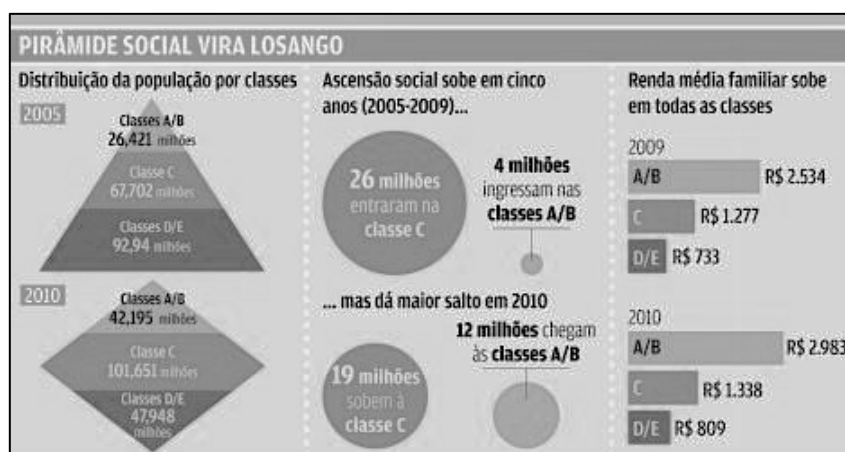 PIRÂMIDE SOCIAL VIRA LOSANGO
Distribuição da população por classes
2005
Classes A/B
26,421 milhões
Classe C
67,702 milhões
Classes D/E
92,94 milhões
2010
Classes A/B
42,195 milhões
Classe C
101,651 milhões
Classes D/E
47,948
milhões
Ascensão social sobe em cinco
anos (2005-2009)...
26 milhões
entraram na
classe C
4 milhões
ingressam nas
classes A/B
... mas dá maior salto em 2010
19 milhões
sobem à
classe C
12 milhões chegam
às classes A/B
Renda média familiar sobe
em todas as classes
2009
A/B R$ 2.534
C R$ 1.277
D/E R$ 733
2010
A/B R$ 2.983
C R$ 1.338
D/E R$ 809